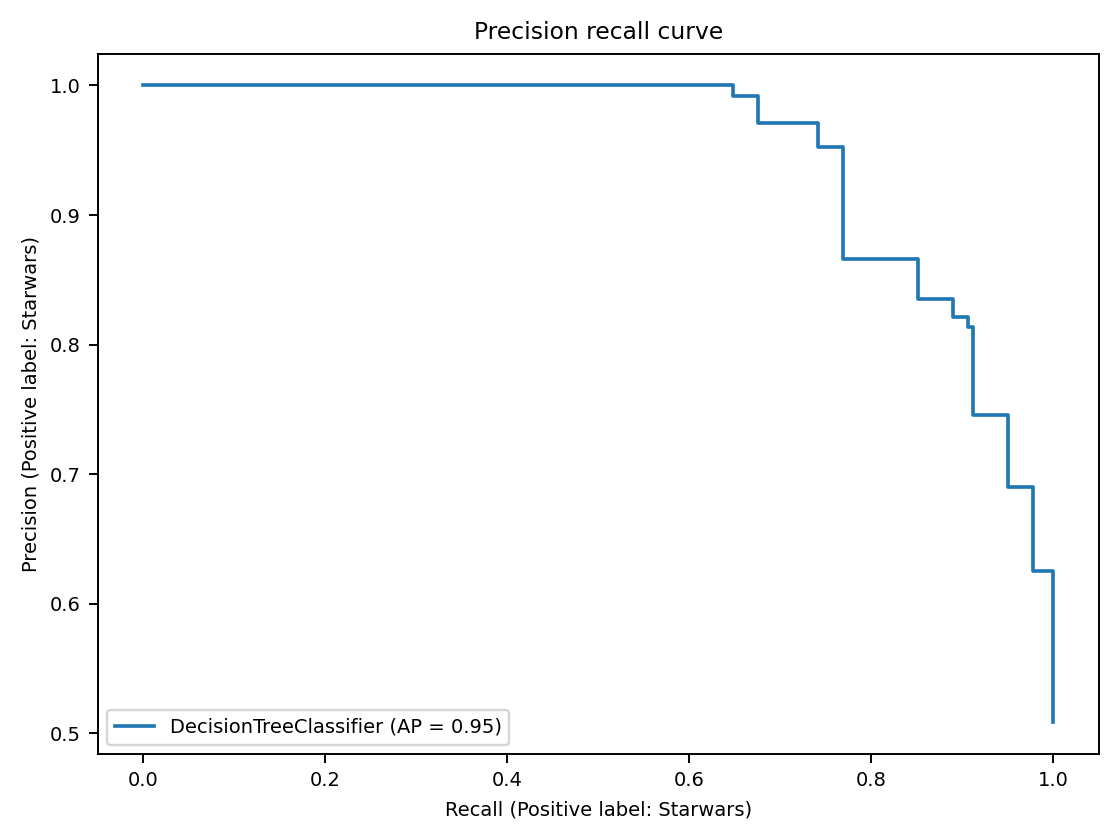 Precision recall curve
1.0
0.9
0.8
0.7
0.6
0.5
Precision (Positive label: Starwars)
DecisionTreeClassifier (AP = 0.95)
0.0 0.2 0.4 0.6 0.8 1.0
Recall (Positive label: Starwars)